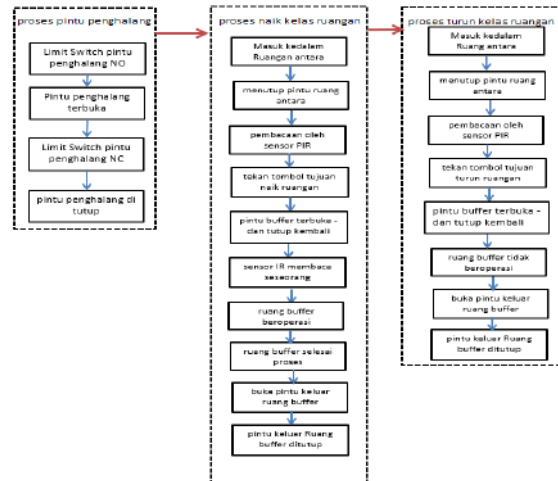 proses pintu penghalang
Limit Switch pintu
penghalang NO
Pintu penghalang
terbuka
Limit Switch pintu
penghalang NC
pintu penghalang di
tutup
proses naik kelas ruangan
Masuk kedalam
Ruangan antara
menutup pintu ruang
antara
pembacaan oleh
sensor PIR
tekan tombol tujuan
naik ruangan
pintu buffer terbuka -
dan tutup kembali
sensor IR membaca
seseorang
ruang buffer
beroperasi
ruang buffer selesai
proses
buka pintu keluar
ruang buffer
pintu keluar Ruang
buffer ditutup
proses turun kelas ruangan
Masuk kedalam
Ruang antara
menutup pintu ruang
antara
pembacaan oleh
sensor PIR
tekan tombol tujuan
turun ruangan
pintu buffer terbuka -
dan tutup kembali
ruang buffer tidak
beroperasi
buka pintu keluar
ruang buffer
pintu keluar Ruang
buffer ditutup